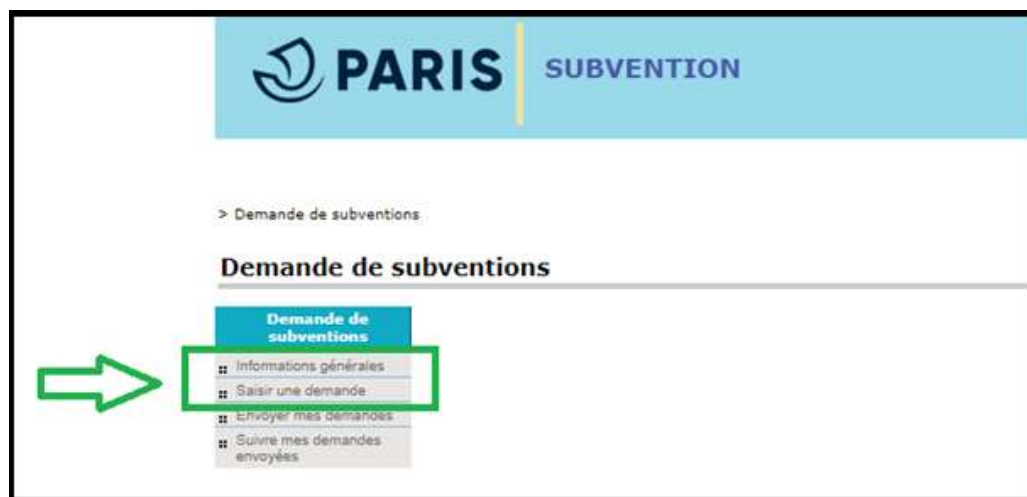 PARIS
SUBVENTION
> Demande de subventions
Demande de subventions
Demande de
subventions
Informations générales
Saisir une demande
Envoyer mes demandes
Suivre mes demandes
envoyées